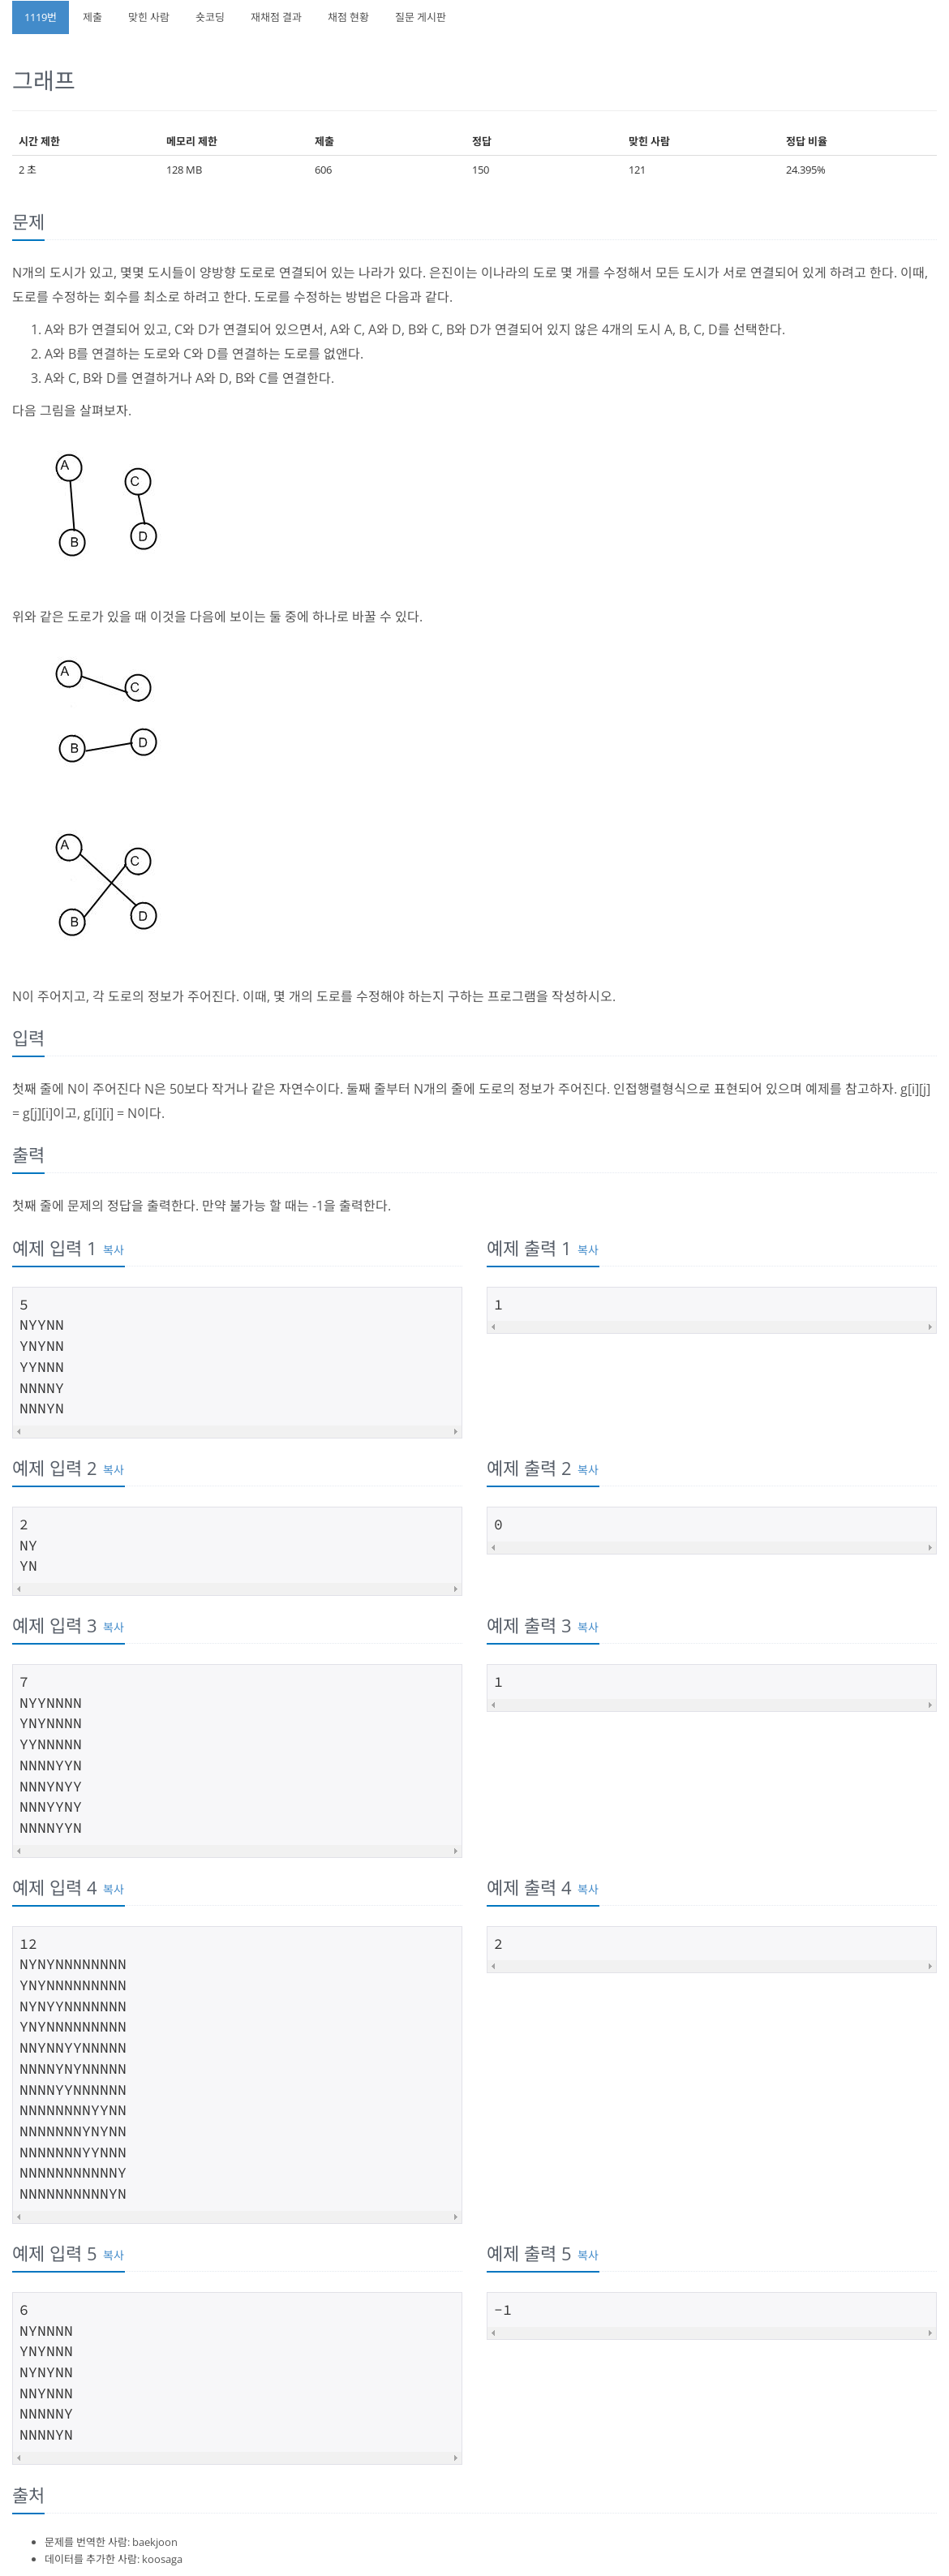 1119번 제출 맞힌 사람 숏코딩 재채점 결과 채점 현황 질문 게시판
그래프
시간 제한 메모리 제한 제출 정답 맞힌 사람 정답 비율
2 초 128 MB 606 150 121 24.395%
문제
N개의 도시가 있고, 몇몇 도시들이 양방향 도로로 연결되어 있는 나라가 있다. 은진이는 이나라의 도로 몇 개를 수정해서 모든 도시가 서로 연결되어 있게 하려고 한다. 이때,
도로를 수정하는 회수를 최소로 하려고 한다. 도로를 수정하는 방법은 다음과 같다.
1. A와 B가 연결되어 있고, C와 D가 연결되어 있으면서, A와 C, A와 D, B와 C, B와 D가 연결되어 있지 않은 4개의 도시 A, B, C, D를 선택한다.
2. A와 B를 연결하는 도로와 C와 D를 연결하는 도로를 없앤다.
3. A와 C, B와 D를 연결하거나 A와 D, B와 C를 연결한다.
다음 그림을 살펴보자.
A
C
D
B
위와 같은 도로가 있을 때 이것을 다음에 보이는 둘 중에 하나로 바꿀 수 있다.
A
C
D
B
A
C
D
B
N이 주어지고, 각 도로의 정보가 주어진다. 이때, 몇 개의 도로를 수정해야 하는지 구하는 프로그램을 작성하시오.
입력
첫째 줄에 N이 주어진다 N은 50보다 작거나 같은 자연수이다. 둘째 줄부터 N개의 줄에 도로의 정보가 주어진다. 인접행렬형식으로 표현되어 있으며 예제를 참고하자. g[i][j]
= g[j][i]이고, g[i][i] = N이다.
출력
첫째 줄에 문제의 정답을 출력한다. 만약 불가능 할 때는 -1을 출력한다.
예제 입력 1 복사
5
NYYNN
YNYNN
YYNNN
NNNNY
NNNYN
예제 출력 1 복사
1
예제 입력 2 복사
2
NY
YN
예제 출력 2 복사
0
예제 입력 3 복사
7
NYYNNNN
YNYNNNN
YYNNNNN
NNNNYYN
NNNYNYY
NNNYYNY
NNNNYYN
예제 출력 3 복사
1
예제 입력 4 복사
12
NYNYNNNNNNNN
YNYNNNNNNNNN
NYNYYNNNNNNN
YNYNNNNNNNNN
NNYNNYYNNNNN
NNNNYNYNNNNN
NNNNYYNNNNNN
NNNNNNNNYYNN
NNNNNNNYNYNN
NNNNNNNYYNNN
NNNNNNNNNNNY
NNNNNNNNNNYN
예제 출력 4 복사
2
예제 입력 5 복사
6
NYNNNN
YNYNNN
NYNYNN
NNYNNN
NNNNNY
NNNNYN
예제 출력 5 복사
-1
출처
문제를 번역한 사람: baekjoon
데이터를 추가한 사람: koosaga